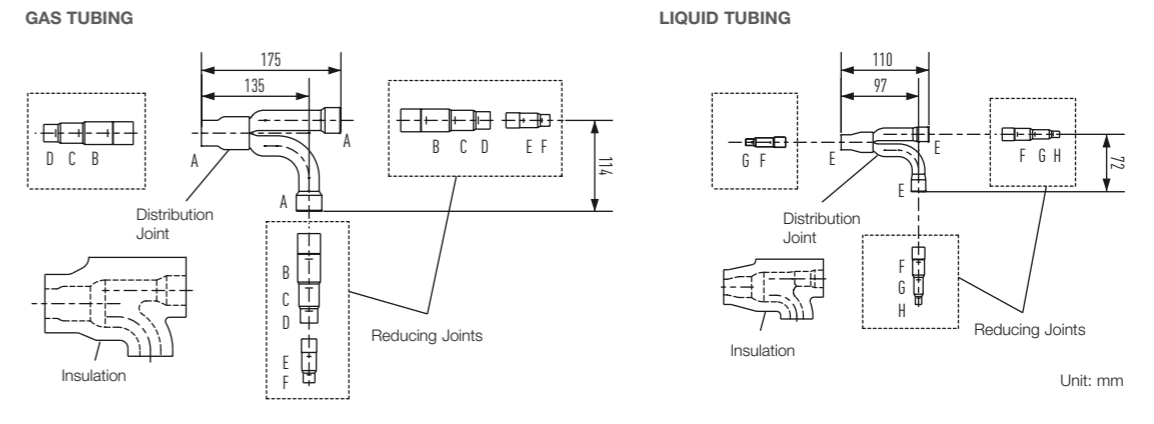 GAS TUBING
175
135
D C B
A
A
A
B C D
E F
114
Distribution
Joint
B
C
D
E
F
Reducing Joints
Insulation
LIQUID TUBING
110
97
G F
E
E
E
F G H
72
Distribution
Joint
F
G
H
Reducing Joints
Insulation
Unit: mm